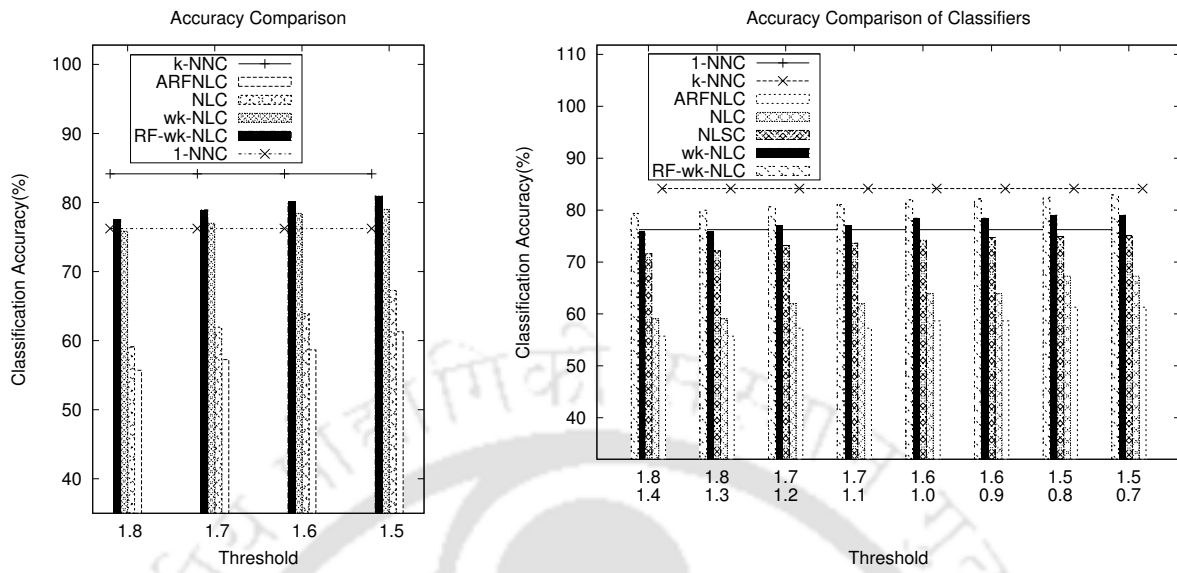 Accuracy Comparison
Classification Accuracy(%)
100
90
80
70
60
50
40
k-NNC
ARFNLC
NLC
wk-NLC
RF-wk-NLC
1-NNC
1.8 1.7 1.6 1.5
Threshold
Accuracy Comparison of Classifiers
Classification Accuracy(%)
110
100
90
80
70
60
50
40
1-NNC
k-NNC
ARFNLC
NLC
NLSC
wk-NLC
RF-wk-NLC
1.8 1.8 1.7 1.7 1.6 1.6 1.5 1.5
1.4 1.3 1.2 1.1 1.0 0.9 0.8 0.7
Threshold